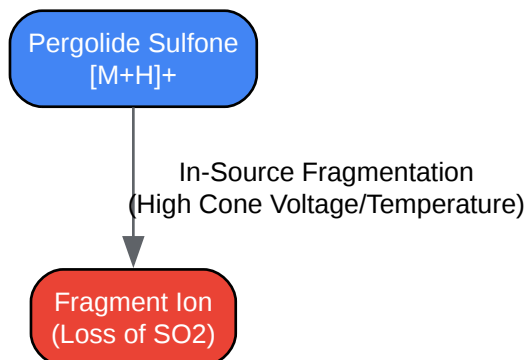 Pergolide Sulfone
[M+H]+
In-Source Fragmentation
(High Cone Voltage/Temperature)
Fragment Ion
(Loss of SO2)